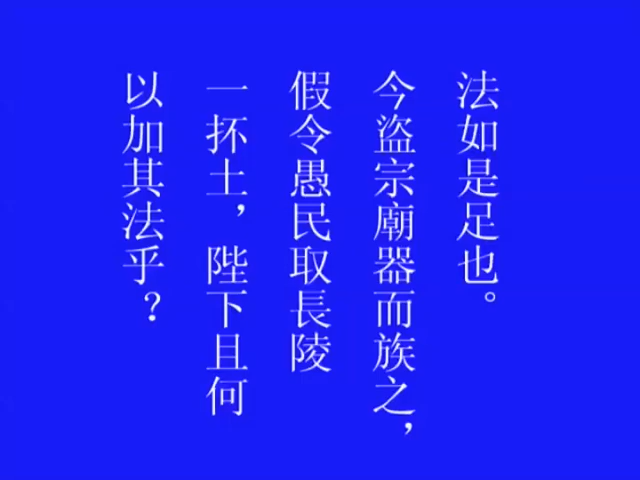 法如是足也。
今盜宗廟器而族之，
假令愚民取長陵
一抔土，陛下且何
以加其法乎？